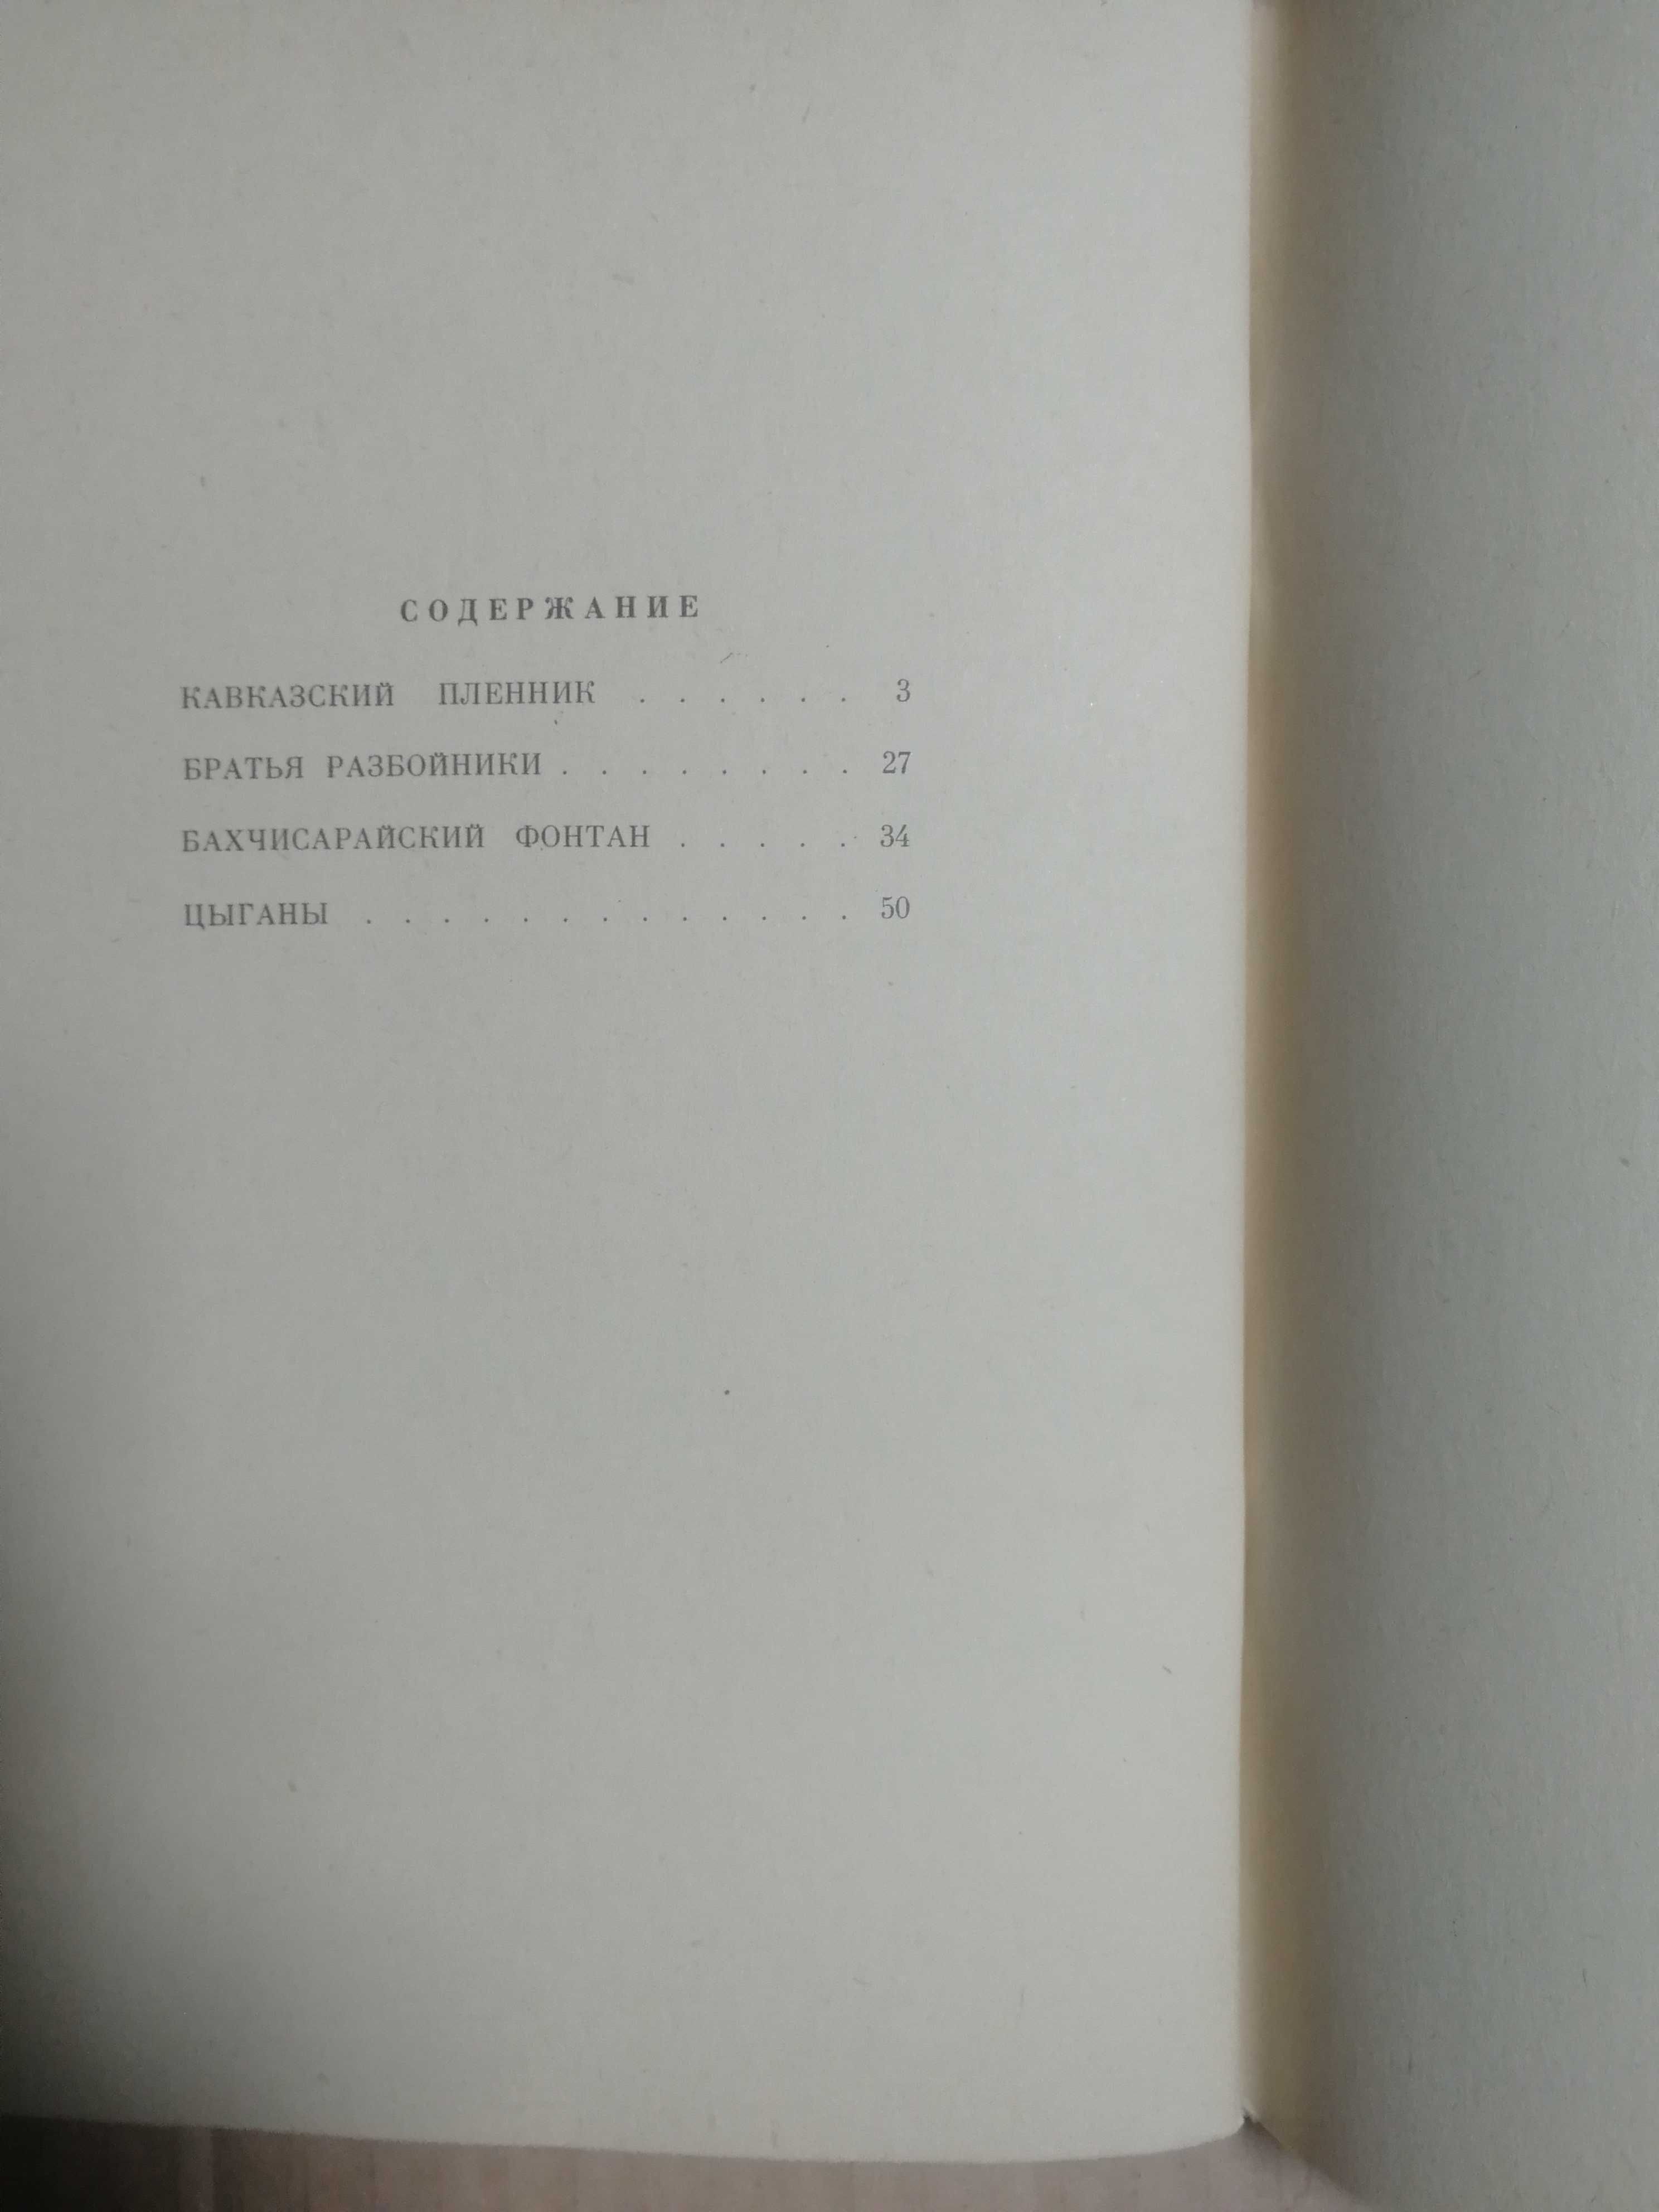 СОДЕРЖАНИЕ
КАВКАЗСКИЙ ПЛЕННИК . . . . . . 3
БРАТЬЯ РАЗБОЙНИКИ . . . . . . . . 27
БАХЧИСАРАЙСКИЙ ФОНТАН . . . . . 34
ЦЫГАНЫ . . . . . . . . . . . . . 50